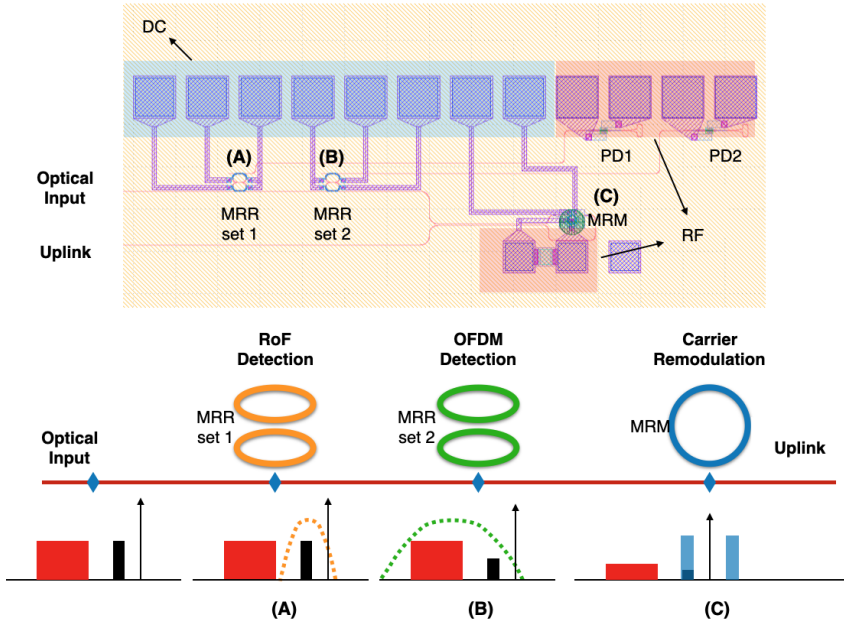 DC
(A)
(B)
PD1
PD2
Optical
Input
MRR
set 1
MRR
set 2
(C)
MRM
RF
Uplink
RoF
Detection
OFDM
Detection
Carrier
Remodulation
MRR
set 1
MRR
set 2
MRM
Optical
Input
Uplink
(A)
(B)
(C)